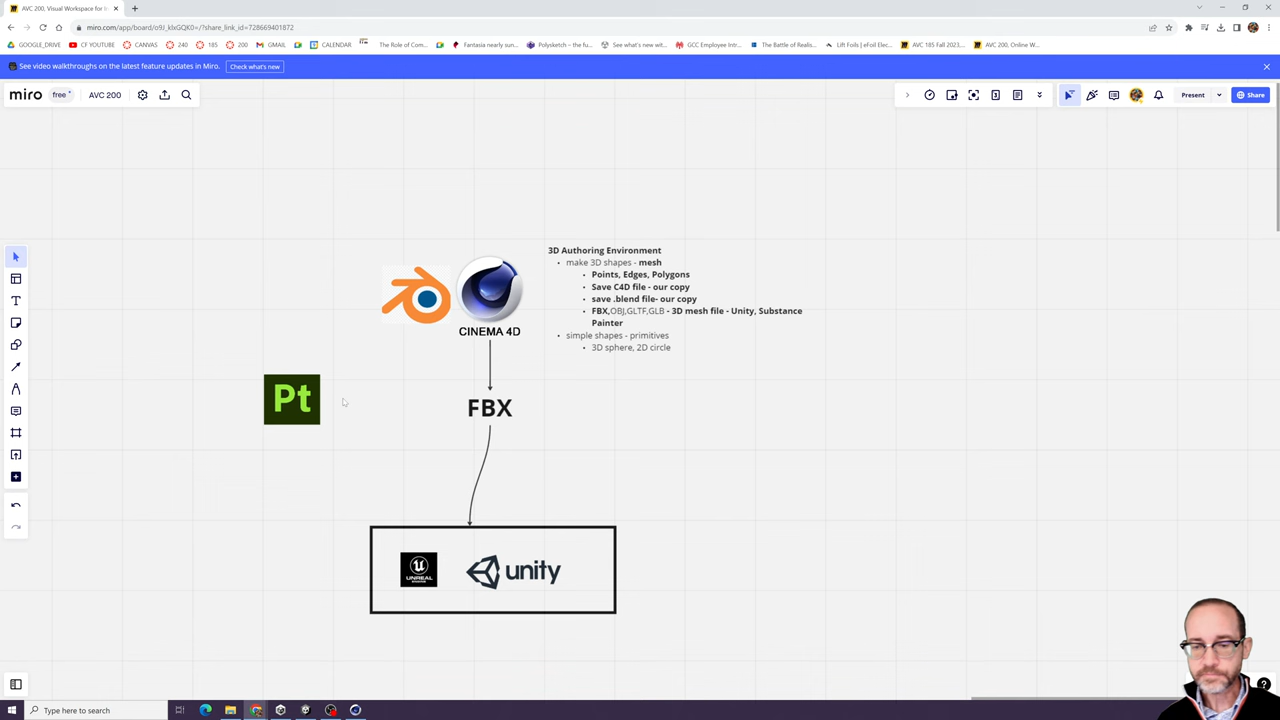 AVC 200, Visual Workspace for I
miro.com/app/board/o9J_klxGQK0=/?share_link_id=728669401872
GOOGLE_DRIVE
CF YOUTUBE
CANVAS
240
185
200
GMAIL
CALENDAR
The Role of Com...
Fantasia nearly sun...
Polysketch – the fu...
See what's new wit...
GCC Employee Intr...
The Battle of Realis...
Lift Foils | eFoil Elec...
AVC 185 Fall 2023,...
AVC 200, Online W...
See video walkthroughs on the latest feature updates in Miro.
Check what's new
miro
free
AVC 200
3
Present
Share
3D Authoring Environment
make 3D shapes - mesh
Points, Edges, Polygons
Save C4D file - our copy
save .blend file- our copy
FBX,OBJ,GLTF,GLB - 3D mesh file - Unity, Substance
Painter
simple shapes - primitives
3D sphere, 2D circle
CINEMA 4D
Pt
FBX
UNREAL
unity
?
Type here to search